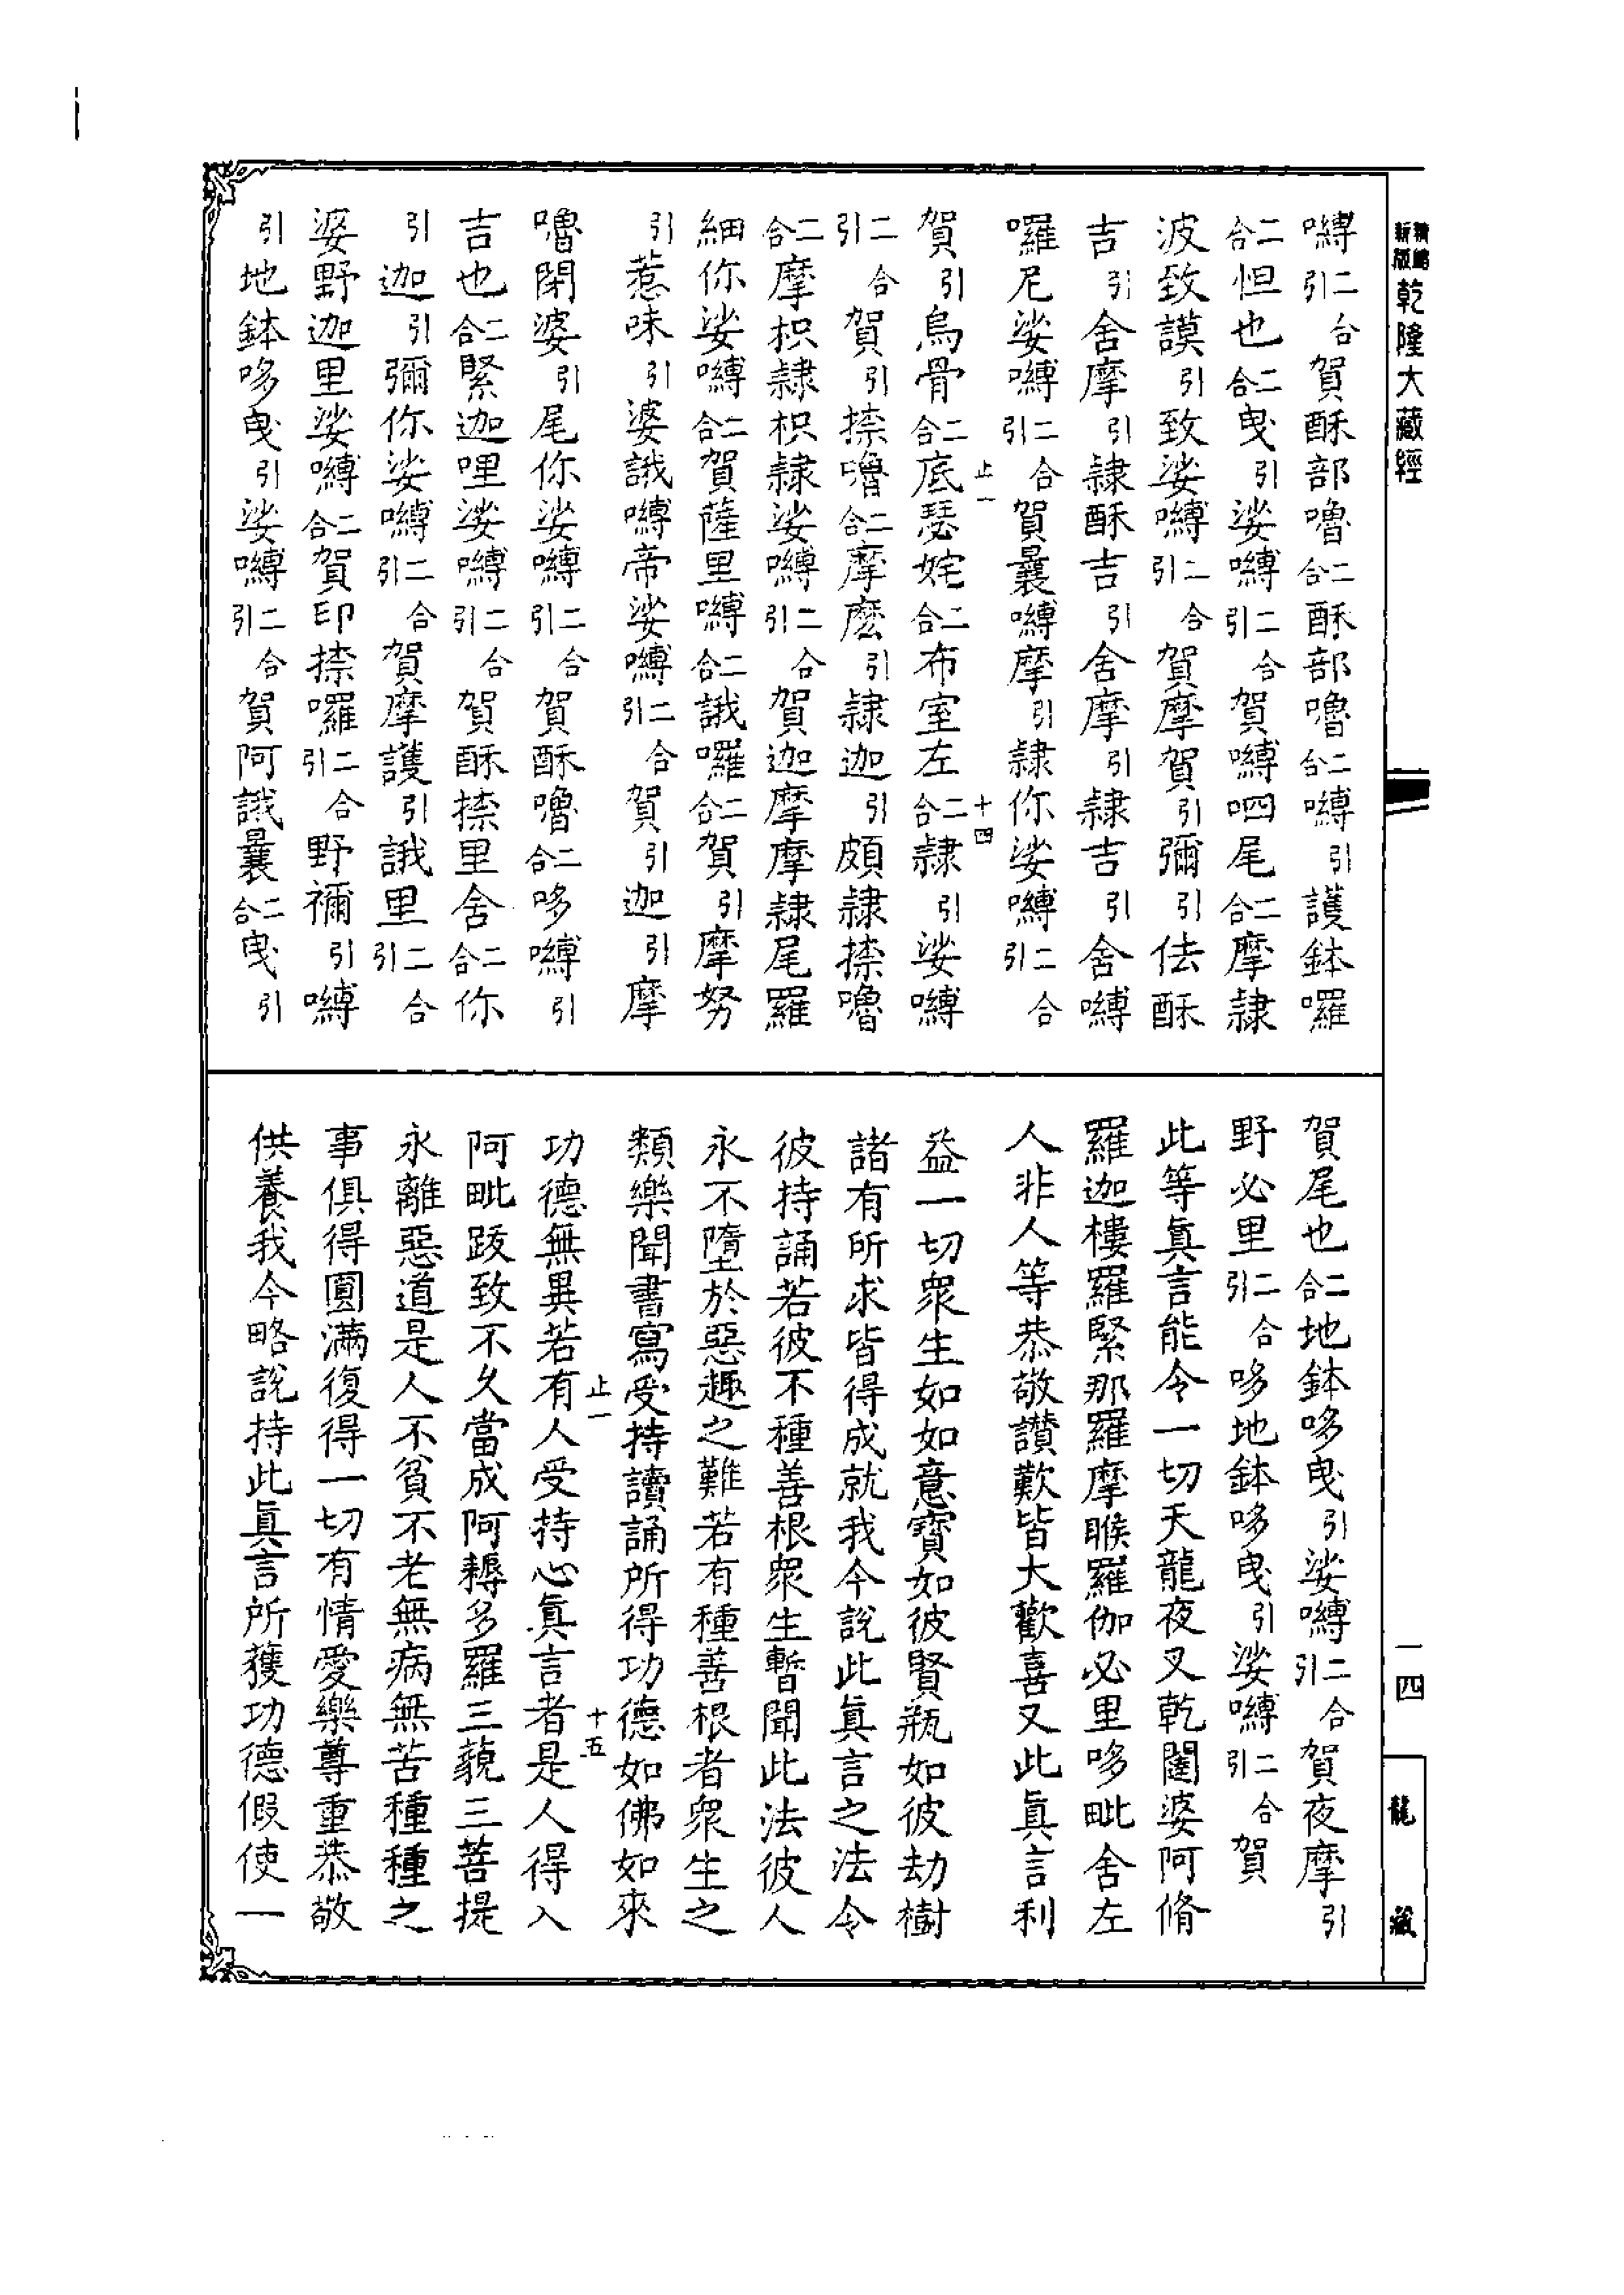 精縮新版乾隆大藏經
嚩二合引賀酥部嚕二合酥部嚕二合嚩引護鉢囉
二合怛也二合曳引娑嚩二合引賀嚩呬尾二合摩隷
波致謨引致娑嚩二合引賀摩賀引彌引佉酥
吉引舍摩引隷酥吉引舍摩引隷吉引舍嚩
囉尼娑嚩二合引賀曩嚩摩引隷你娑嚩二合引
止一
十四
賀引烏骨二合底瑟姹二合布室左二合隷引娑嚩
二合引賀引捺嚕二合摩麽引隷迦引頗隷捺嚕
二合摩枳隷枳隷娑嚩二合引賀迦摩摩隷尾羅
細你娑嚩二合賀薩里嚩二合誐囉二合賀引摩努
引惹味引婆誐嚩帝娑嚩二合引賀引迦引摩
嚕閉婆引尾你娑嚩二合引賀酥嚕二合哆嚩引
吉也二合緊迦哩娑嚩二合引賀酥捺里舍二合你
引迦引彌你娑嚩二合引賀摩護引誐里二合引
婆野迦里娑嚩二合賀印捺囉二合引野禰引嚩
引地鉢哆曳引娑嚩二合引賀阿誐曩二合曳引
賀尾也二合地鉢哆曳引娑嚩二合引賀夜摩引
野必里二合引哆地鉢哆曳引娑嚩二合引賀
此等眞言能令一切天龍夜叉乾闥婆阿脩
羅迦樓羅緊那羅摩睺羅伽必里哆毗舍左
人非人等恭敬讃歎皆大歡喜又此眞言利
益一切衆生如如意寶如彼賢瓶如彼劫樹
諸有所求皆得成就我今說此眞言之法令
彼持誦若彼不種善根衆生暫聞此法彼人
永不墮於惡趣之難若有種善根者衆生之
類樂聞書寫受持讀誦所得功德如佛如來
止一
十五
功德無異若有人受持心眞言者是人得入
阿毗跋致不久當成阿耨多羅三藐三菩提
永離惡道是人不貧不老無病無苦種種之
事俱得圓滿復得一切有情愛樂尊重恭敬
供養我今略說持此眞言所獲功德假使一
一四
龍藏